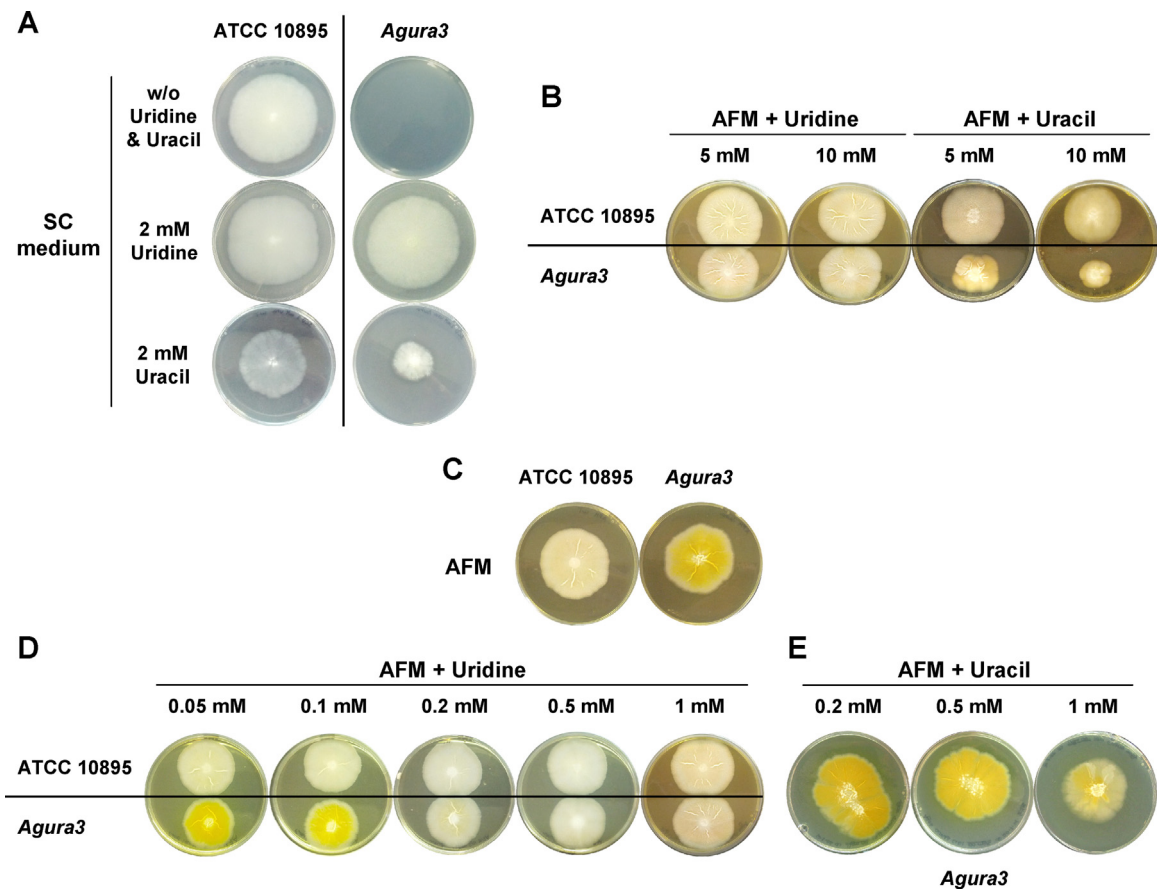 A
ATCC 10895
Agura3
w/o
Uridine
& Uracil
SC
medium
2 mM
Uridine
2 mM
Uracil
B
AFM + Uridine
AFM + Uracil
5 mM
10 mM
5 mM
10 mM
ATCC 10895
Agura3
C
ATCC 10895
Agura3
AFM
D
AFM + Uridine
0.05 mM
0.1 mM
0.2 mM
0.5 mM
1 mM
ATCC 10895
Agura3
E
AFM + Uracil
0.2 mM
0.5 mM
1 mM
Agura3